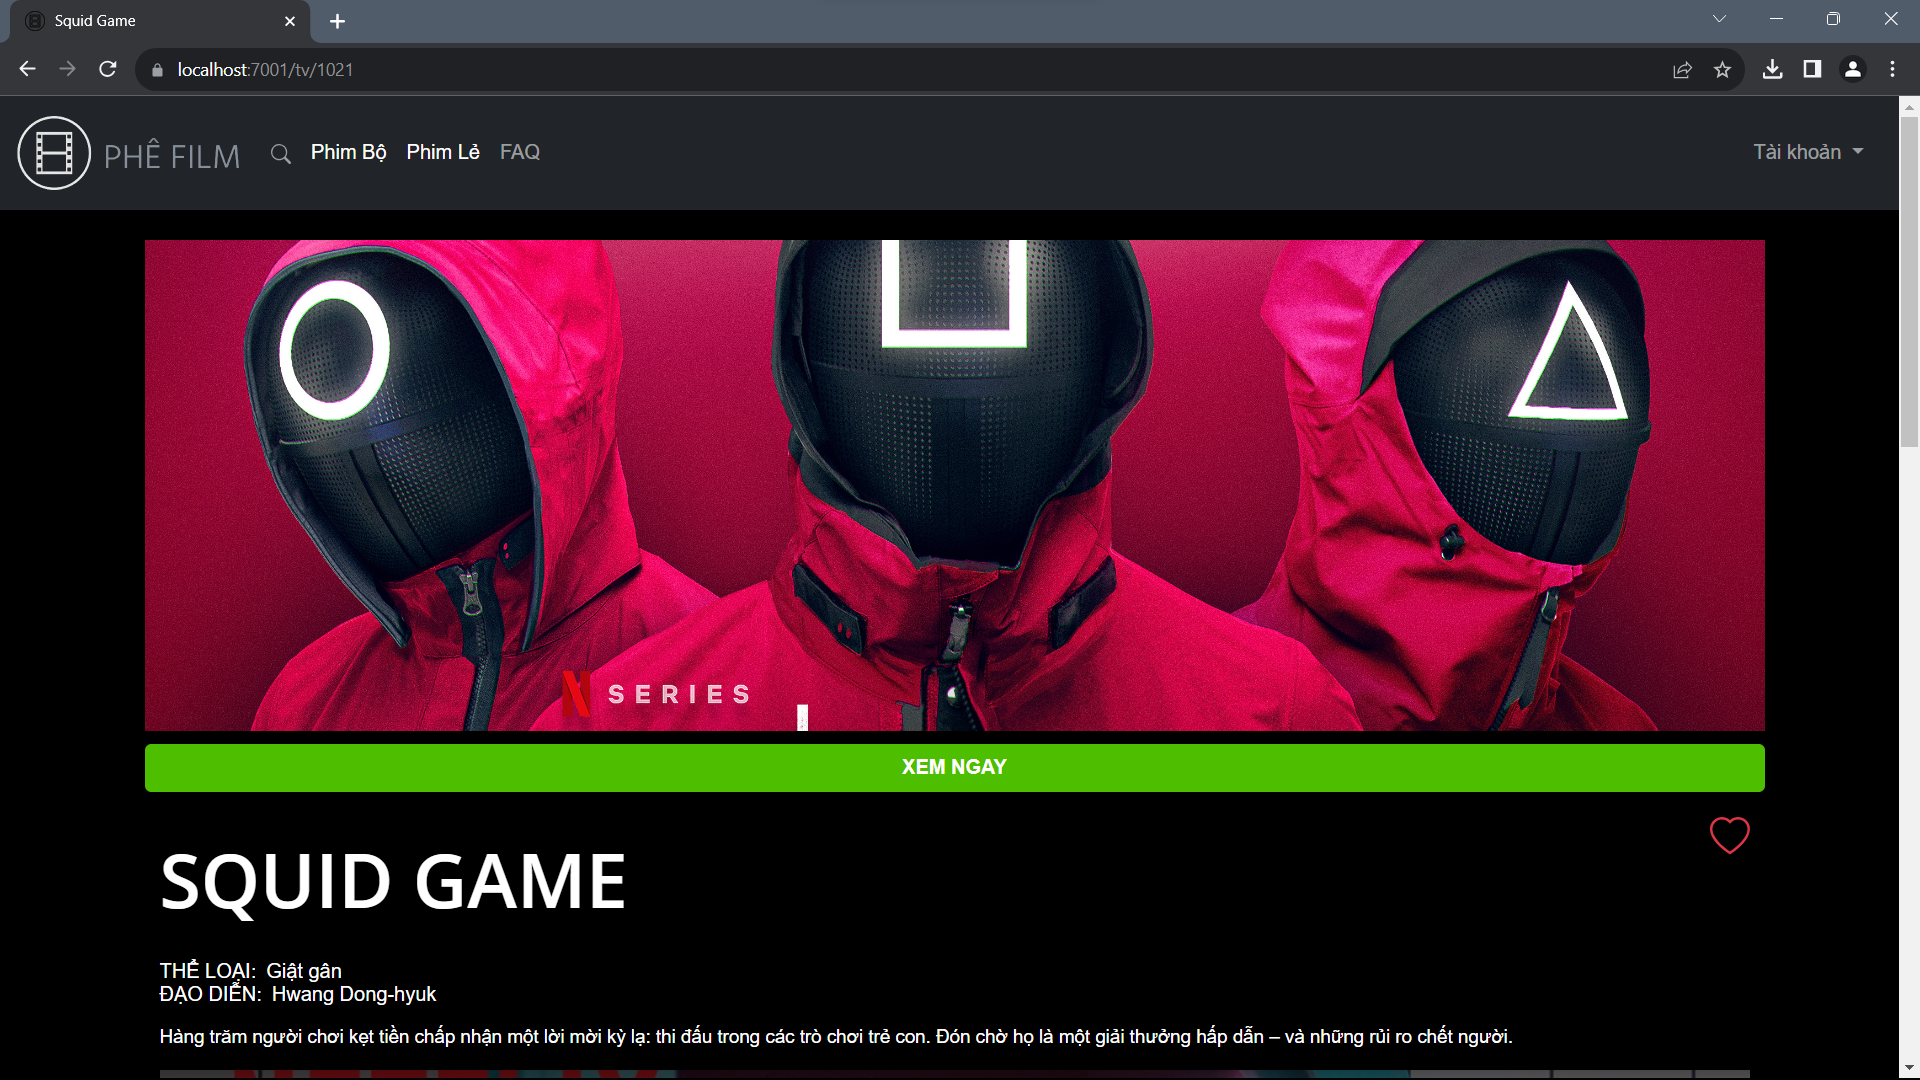 Squid Game
localhost:7001/tv/1021
PHÊ FILM
Phim Bộ
Phim Lẻ
FAQ
Tài khoản
N SERIES
XEM NGAY
SQUID GAME
THỂ LOẠI: Giật gân
ĐẠO DIỄN: Hwang Dong-hyuk
Hàng trăm người chơi kẹt tiền chấp nhận một lời mời kỳ lạ: thi đấu trong các trò chơi trẻ con. Đón chờ họ là một giải thưởng hấp dẫn – và những rủi ro chết người.